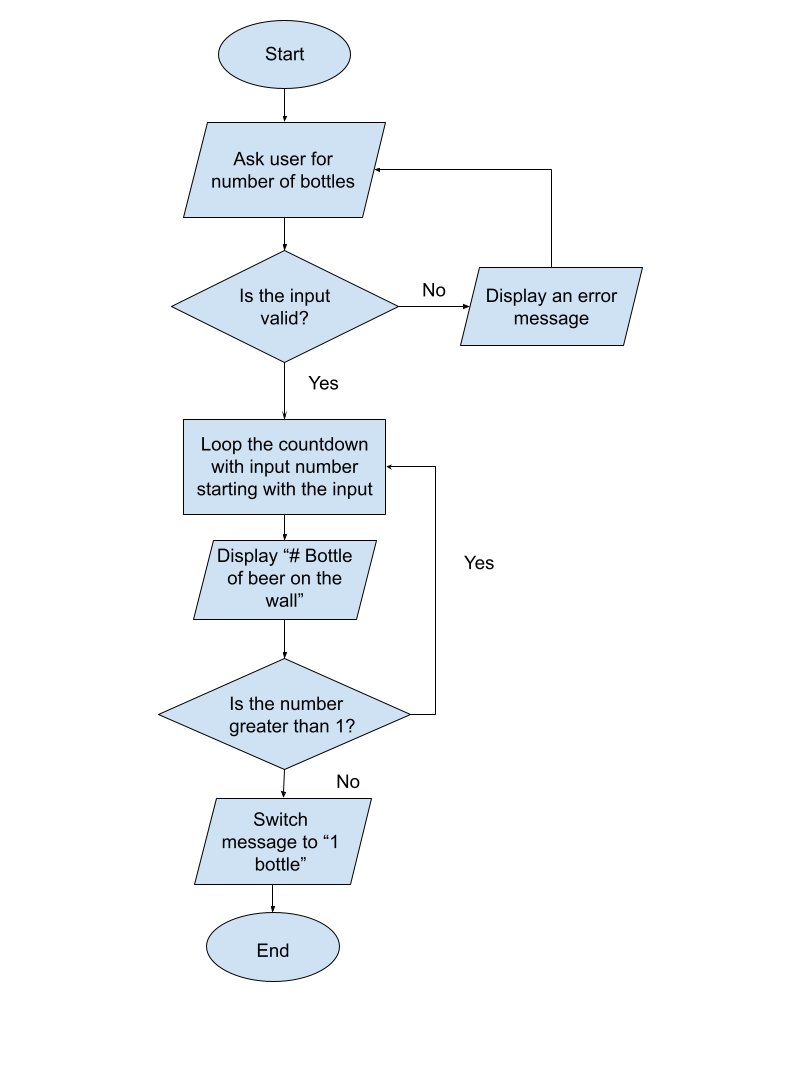 Start
Ask user for
number of bottles
Is the input
valid?
No
Display an error
message
Yes
Loop the countdown
with input number
starting with the input
Display “# Bottle
of beer on the
wall”
Yes
Is the number
greater than 1?
No
Switch
message to “1
bottle”
End